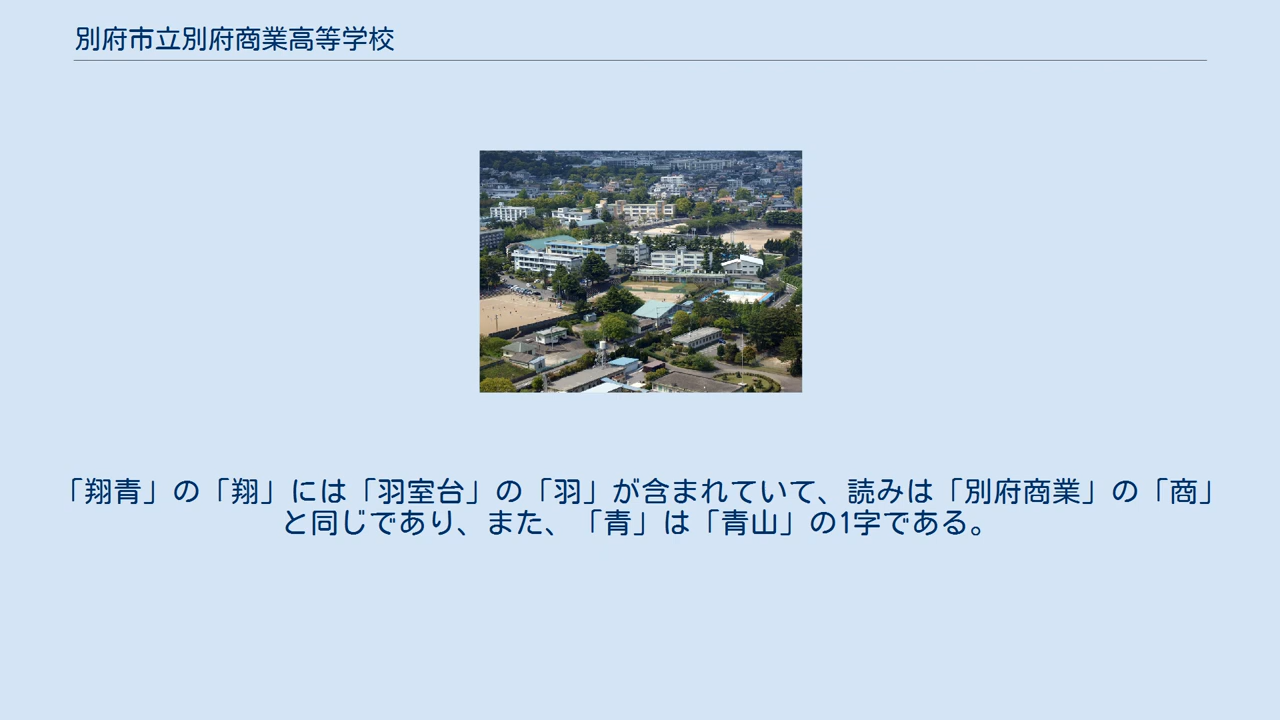 別府市立別府商業高等学校
「翔青」の「翔」には「羽室台」の「羽」が含まれていて、読みは「別府商業」の「商」
と同じであり、また、「青」は「青山」の1字である。